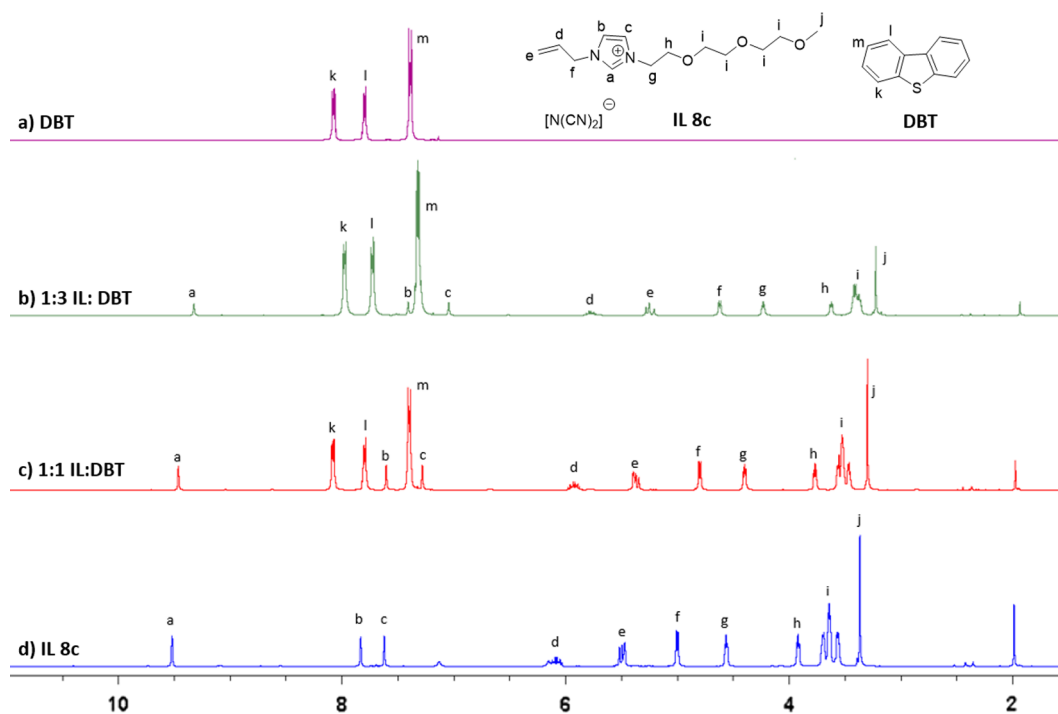 a) DBT
k l m
b c
d h i i j
e N N + O O O
f a g i i
[N(CN)2] −
IL 8c
l
m
k
S
DBT
b) 1:3 IL: DBT
a k l b m c d e f g h i j
c) 1:1 IL:DBT
a k l b m c d e f g h i j
d) IL 8c
a b c d e f g h i j
10 8 6 4 2